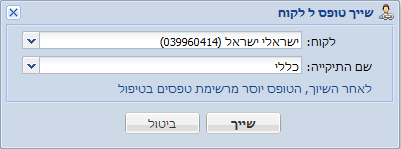 שייך טופס ל לקוח
לקוח: ישראלי ישראל (039960414)
שם התיקייה: כללי
לאחר השיוך, הטופס יוסר מרשימת טפסים בטיפול
שייך ביטול